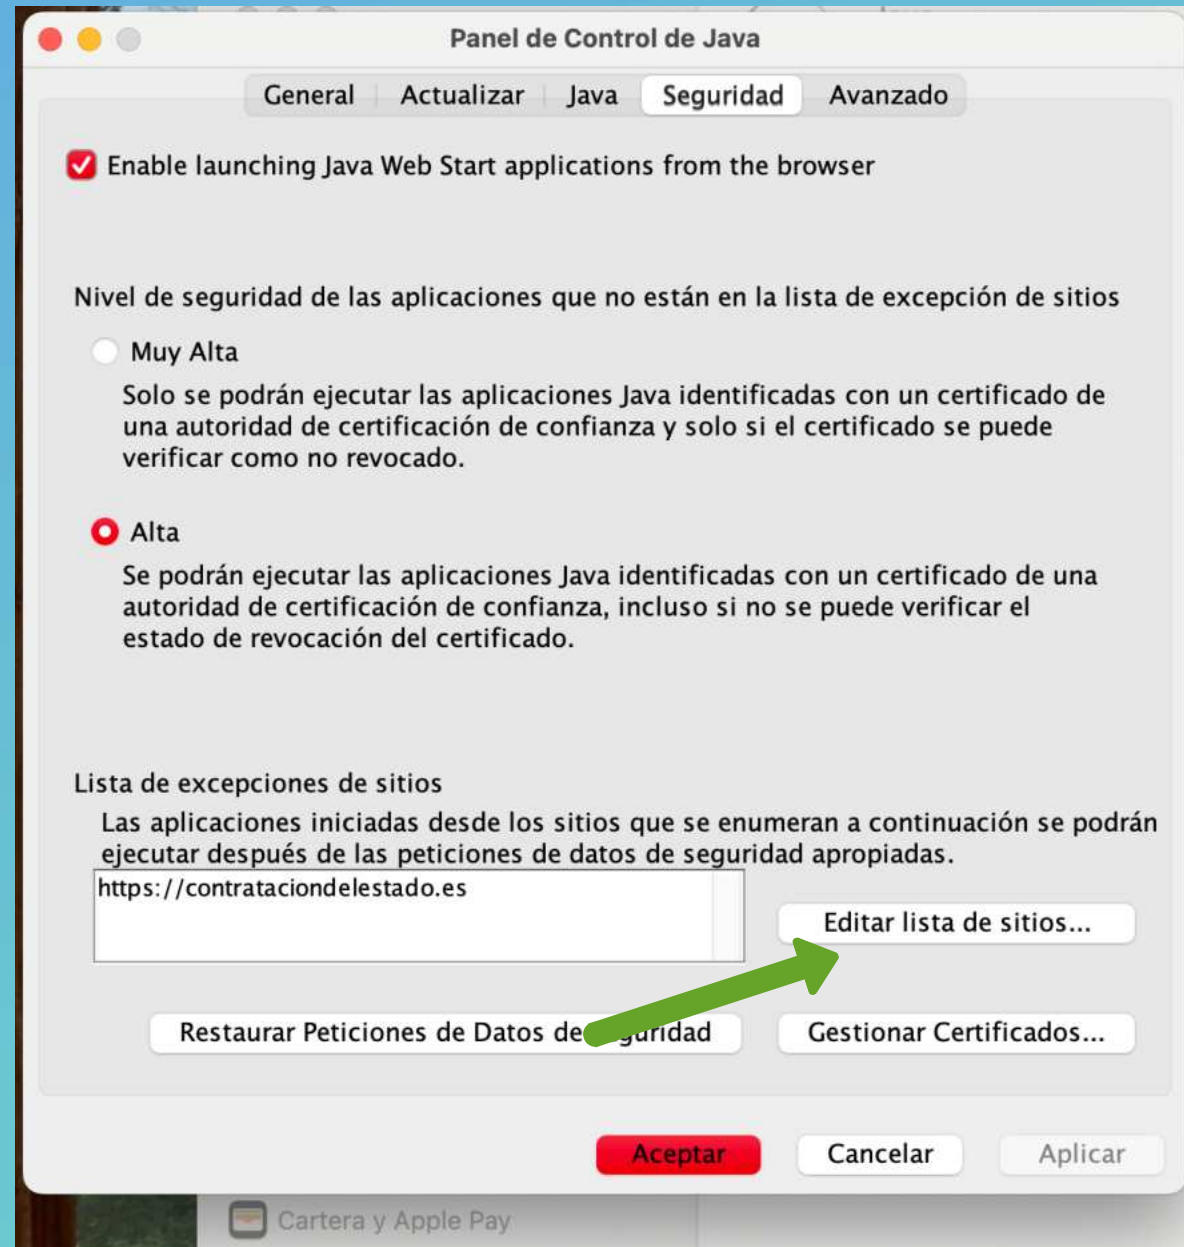 Panel de Control de Java
General Actualizar Java Seguridad Avanzado
Enable launching Java Web Start applications from the browser
Nivel de seguridad de las aplicaciones que no están en la lista de excepción de sitios
Muy Alta
Solo se podrán ejecutar las aplicaciones Java identificadas con un certificado de
una autoridad de certificación de confianza y solo si el certificado se puede
verificar como no revocado.
Alta
Se podrán ejecutar las aplicaciones Java identificadas con un certificado de una
autoridad de certificación de confianza, incluso si no se puede verificar el
estado de revocación del certificado.
Lista de excepciones de sitios
Las aplicaciones iniciadas desde los sitios que se enumeran a continuación se podrán
ejecutar después de las peticiones de datos de seguridad apropiadas.
https://contrataciondelestado.es
Editar lista de sitios...
Restaurar Peticiones de Datos de Seguridad Gestionar Certificados...
Aceptar Cancelar Aplicar
Cartera y Apple Pay